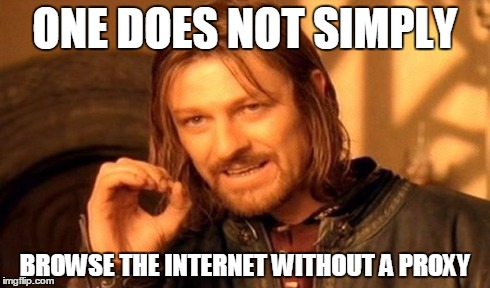 ONE DOES NOT SIMPLY
BROWSE THE INTERNET WITHOUT A PROXY
imgflip.com